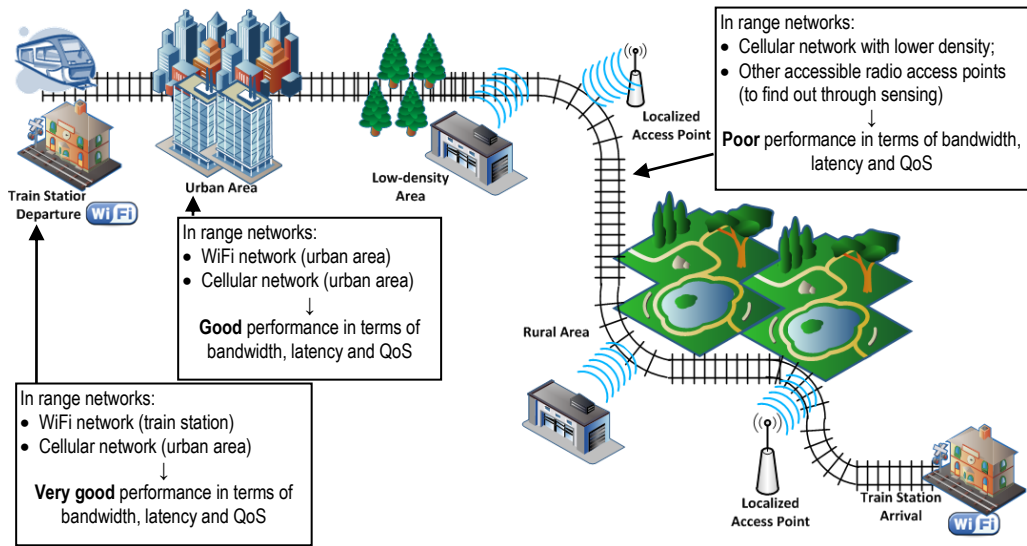 In range networks:
• Cellular network with lower density;
• Other accessible radio access points
(to find out through sensing)
↓
Poor performance in terms of bandwidth,
latency and QoS
Localized
Access Point
Low-density
Area
Urban Area
Train Station
Departure
WiFi
In range networks:
• WiFi network (urban area)
• Cellular network (urban area)
↓
Good performance in terms of
bandwidth, latency and QoS
Rural Area
In range networks:
• WiFi network (train station)
• Cellular network (urban area)
↓
Very good performance in terms of
bandwidth, latency and QoS
Localized
Access Point
Train Station
Arrival
WiFi